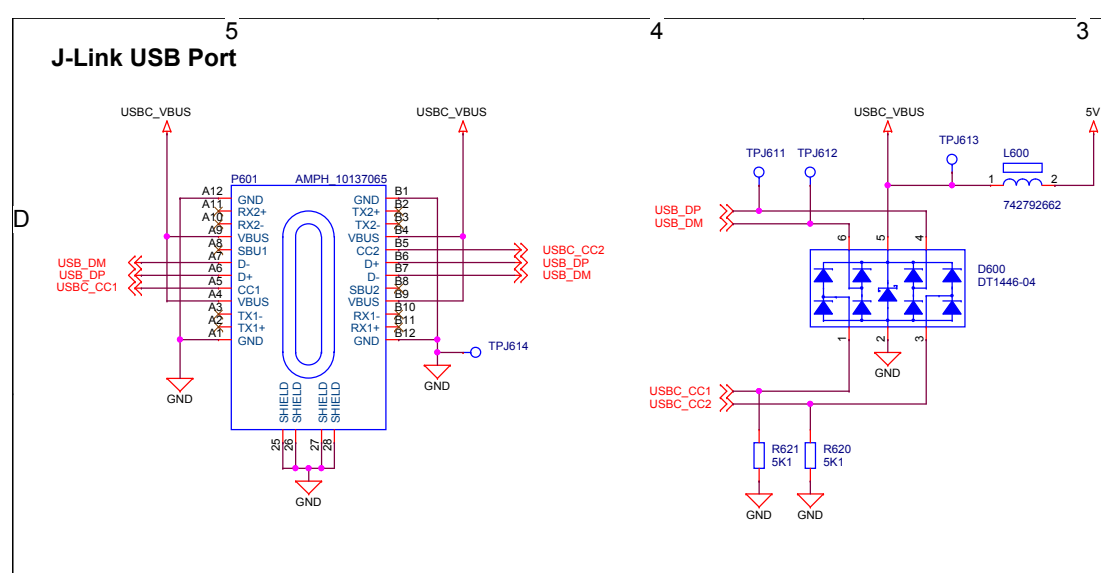 5 4 3
J-Link USB Port
D
USBC_VBUS USBC_VBUS
P601 AMPH_10137065
A12 GND GND B1
A11 RX2+ TX2+ B2
A10 RX2- TX2- B3
A9 VBUS VBUS B4
A8 SBU1 CC2 B5 USBC_CC2
USB_DM A7 D- D+ B6 USB_DP
USB_DP A6 D+ D- B7 USB_DM
USBC_CC1 A5 CC1 SBU2 B8
A4 VBUS VBUS B9
A3 TX1- RX1- B10
A2 TX1+ RX1+ B11
A1 GND GND B12
TPJ614
GND GND
SHIELD SHIELD SHIELD SHIELD
25 26 27 28
GND
USBC_VBUS 5V
TPJ611 TPJ612 TPJ613 L600
1 2
742792662
USB_DP
USB_DM
6 5 4
D600
DT1446-04
1 2 3
GND
USBC_CC1
USBC_CC2
R621 R620
5K1 5K1
GND GND